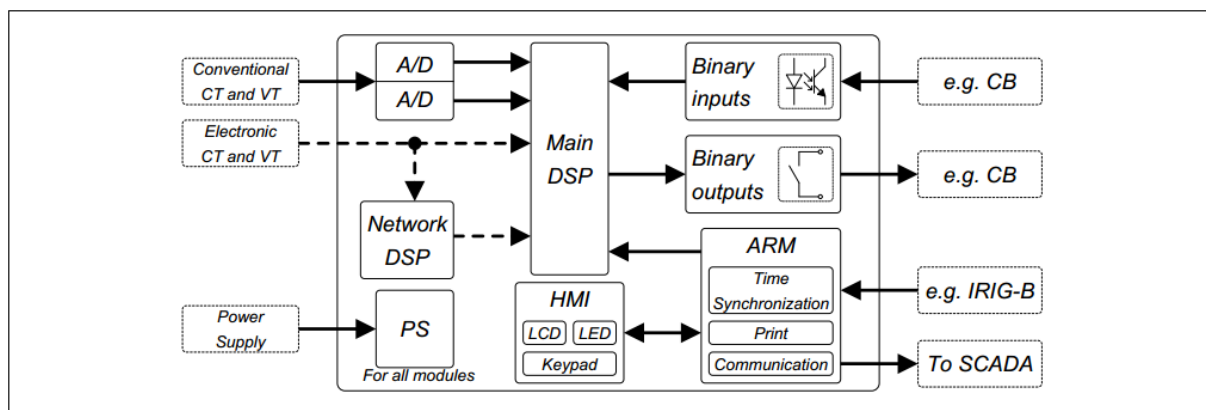 Conventional
CT and VT
A/D
A/D
Electronic
CT and VT
Network
DSP
Power
Supply
PS
For all modules
Main
DSP
Binary
inputs
e.g. CB
Binary
outputs
e.g. CB
ARM
Time
Synchronization
Print
Communication
HMI
LCD
LED
Keypad
e.g. IRIG-B
To SCADA